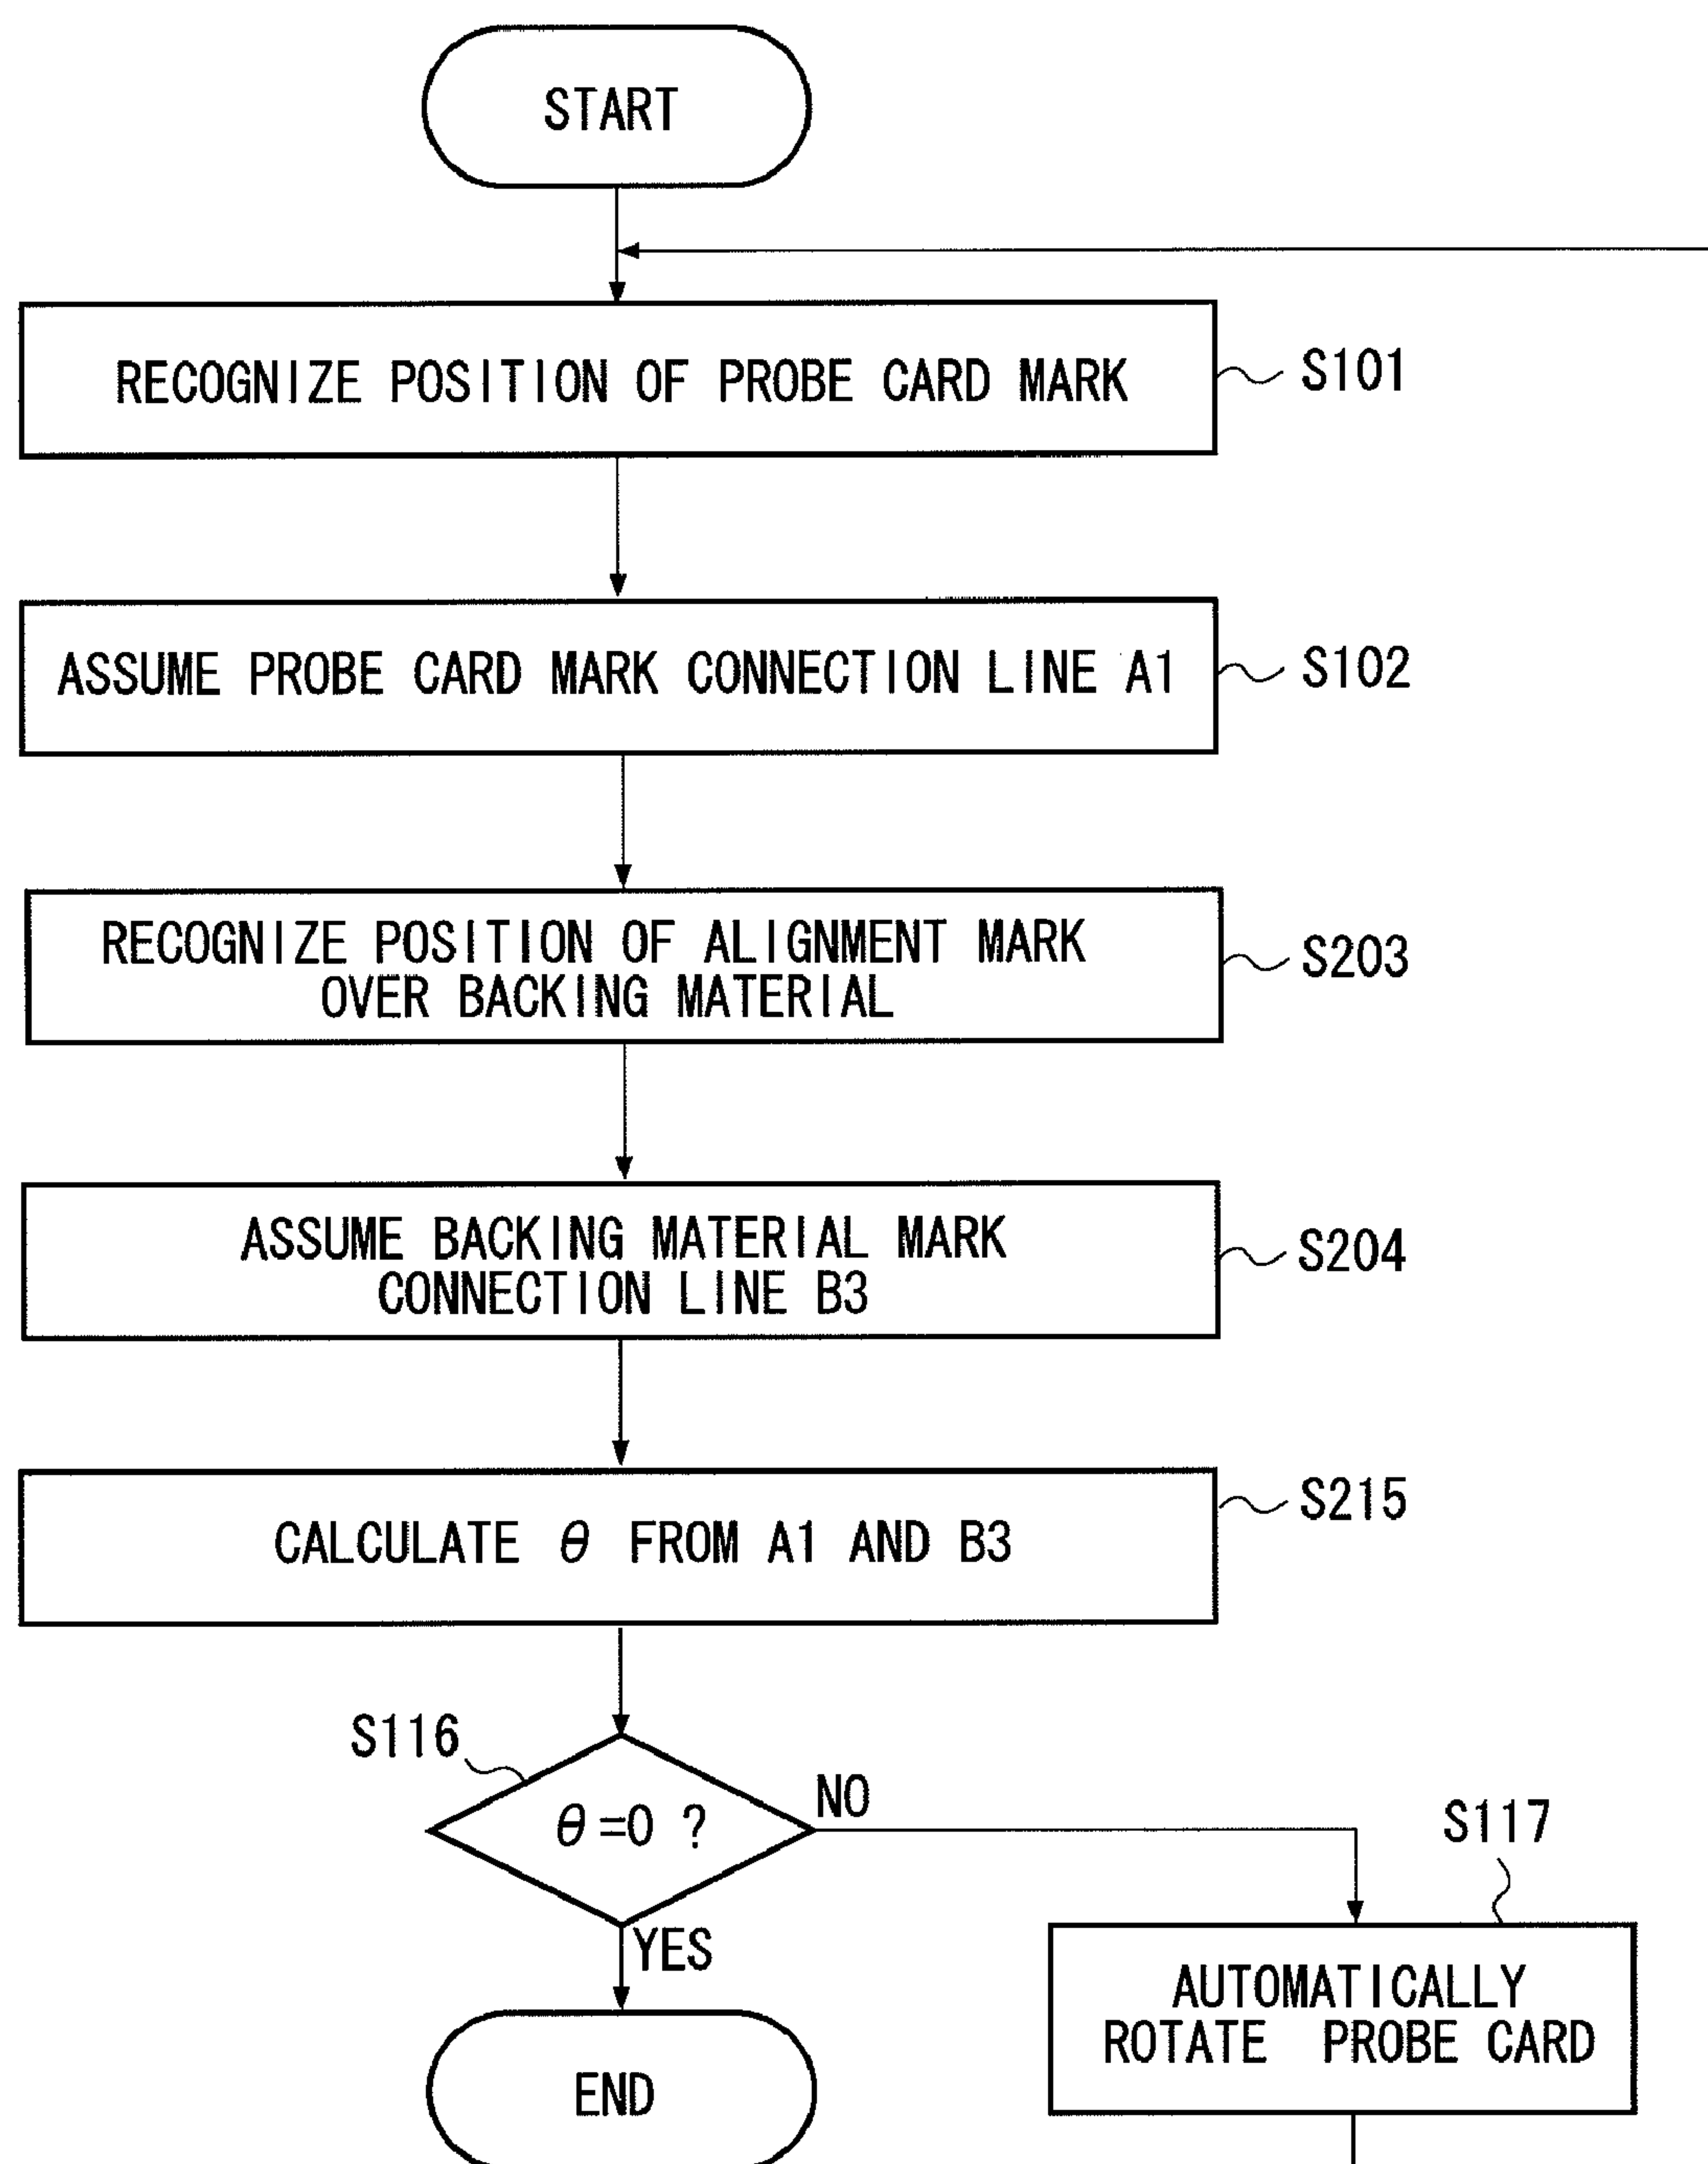 START
RECOGNIZE POSITION OF PROBE CARD MARK
S101
ASSUME PROBE CARD MARK CONNECTION LINE A1
S102
RECOGNIZE POSITION OF ALIGNMENT MARK
OVER BACKING MATERIAL
S203
ASSUME BACKING MATERIAL MARK
CONNECTION LINE B3
S204
CALCULATE θ FROM A1 AND B3
S215
S116
θ=0 ?
NO
YES
S117
AUTOMATICALLY
ROTATE PROBE CARD
END